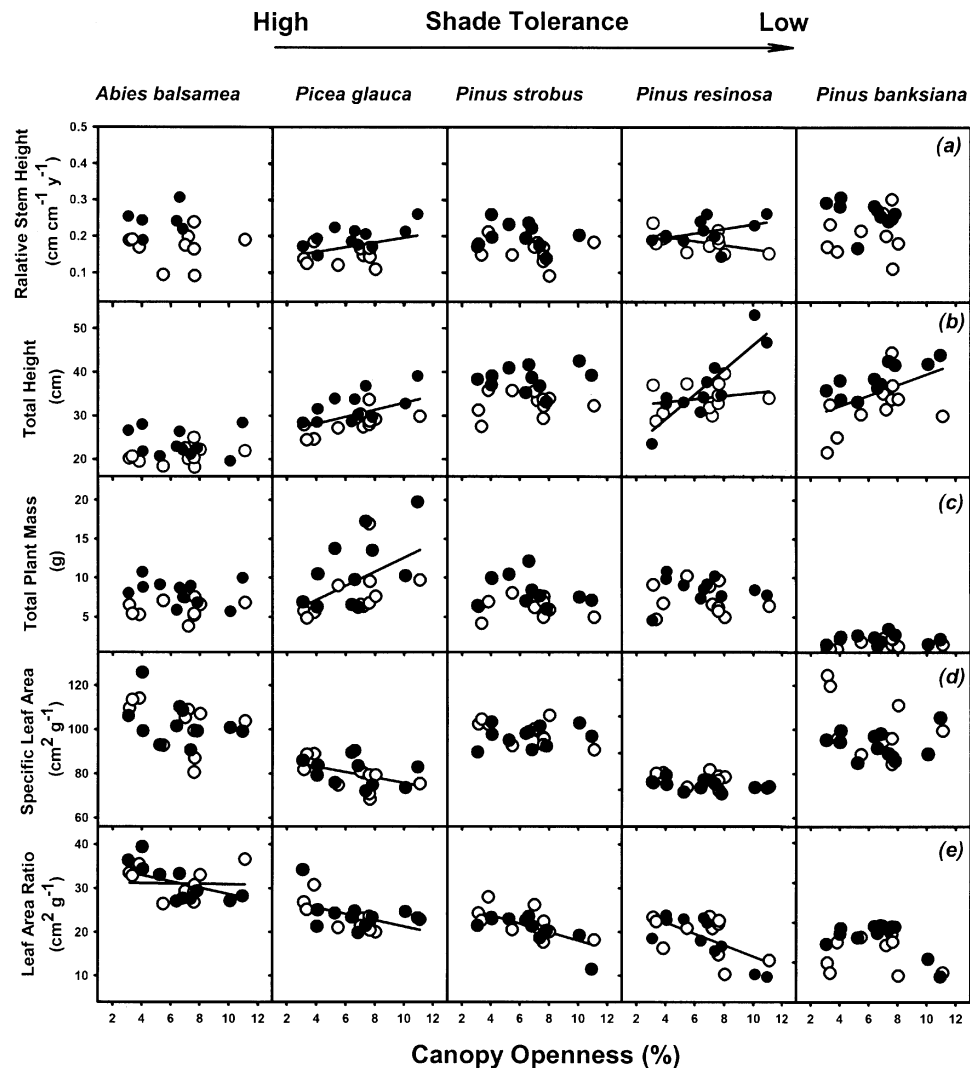 High Shade Tolerance Low
Abies balsamea Picea glauca Pinus strobus Pinus resinosa Pinus banksiana
Ralative Stem Height
(cm cm⁻¹ y⁻¹)
0.5
0.4
0.3
0.2
0.1
(a)
Total Height
(cm)
50
40
30
20
(b)
Total Plant Mass
(g)
20
15
10
5
(c)
Specific Leaf Area
(cm² g⁻¹)
120
100
80
60
(d)
Leaf Area Ratio
(cm² g⁻¹)
40
30
20
10
(e)
2 4 6 8 10 12 2 4 6 8 10 12 2 4 6 8 10 12 2 4 6 8 10 12 2 4 6 8 10 12
Canopy Openness (%)